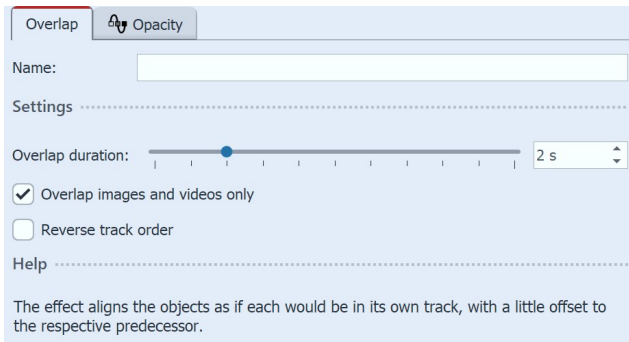 Overlap
Opacity
Name:
Settings
Overlap duration:
2 s
Overlap images and videos only
Reverse track order
Help
The effect aligns the objects as if each would be in its own track, with a little offset to
the respective predecessor.